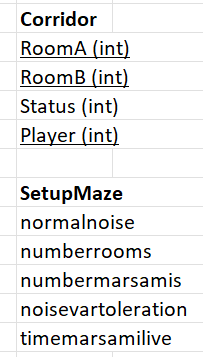 Corridor
RoomA (int)
RoomB (int)
Status (int)
Player (int)
SetupMaze
normalnoise
numberrooms
numbermarsamis
noisevartoleration
timemarsamilive